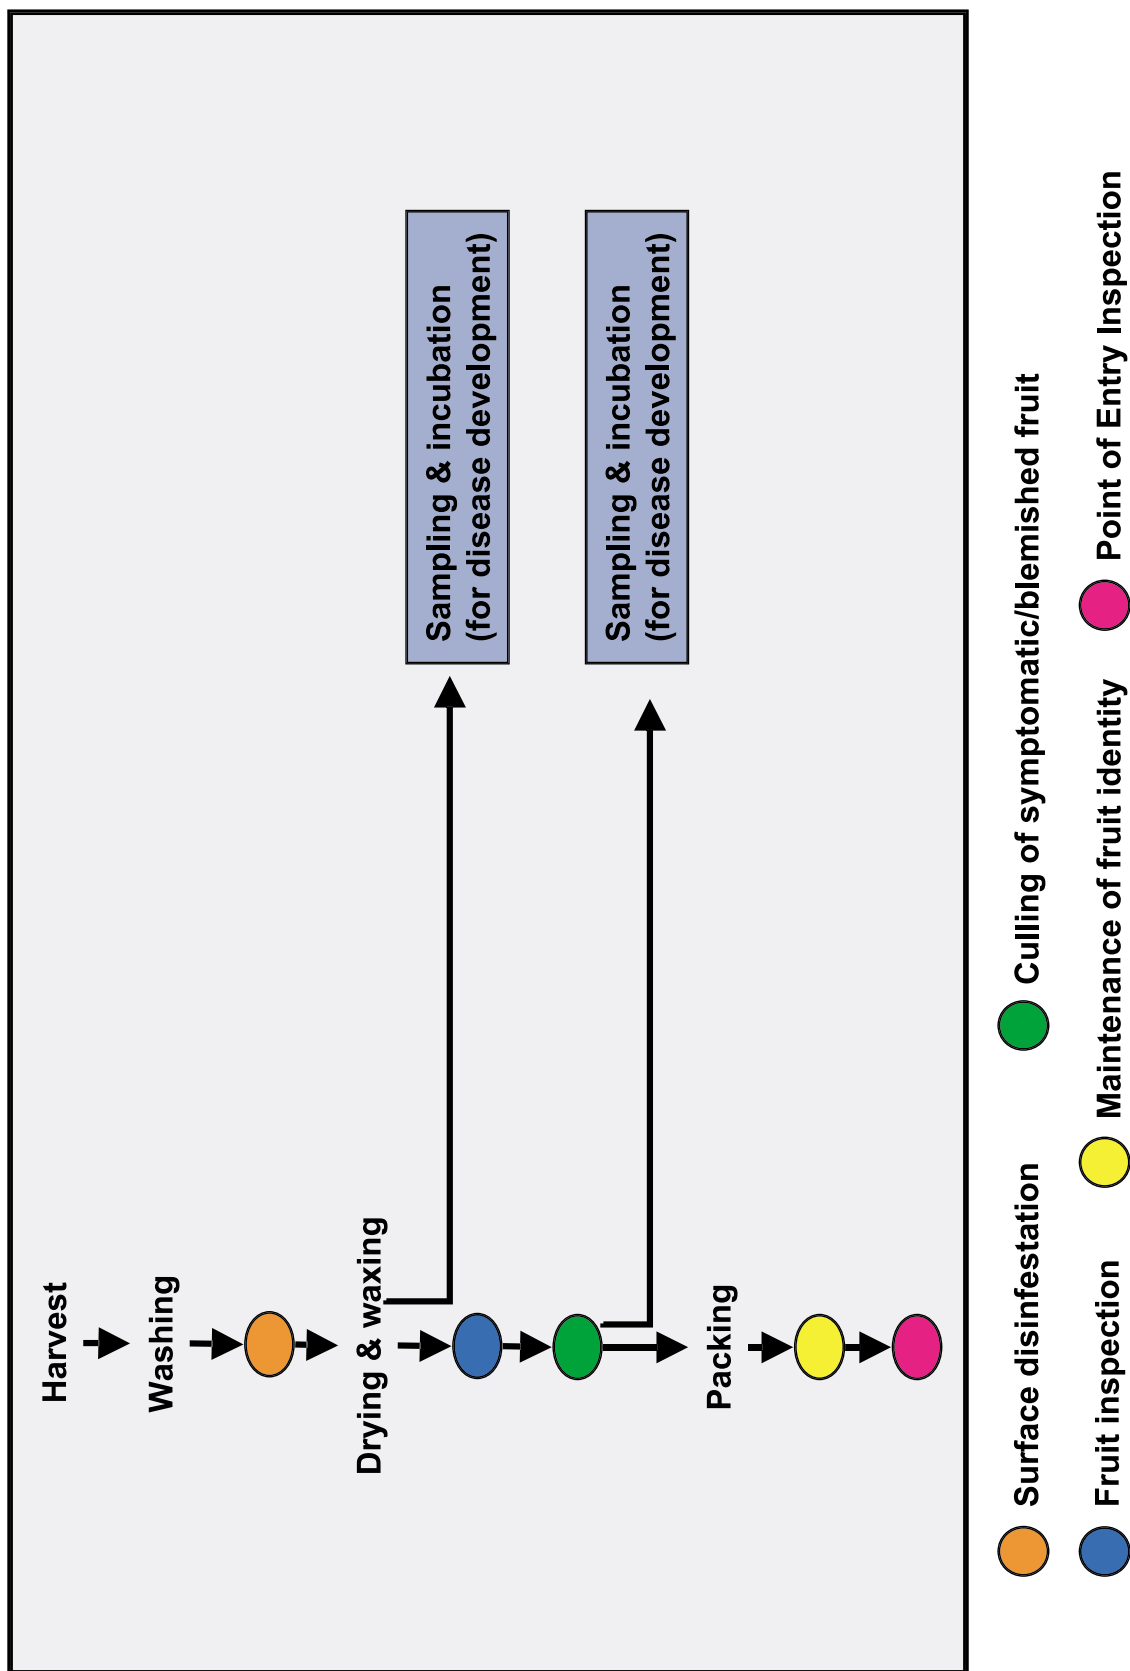 Harvest
Washing
Drying & waxing
Sampling & incubation
(for disease development)
Sampling & incubation
(for disease development)
Packing
Surface disinfestation
Culling of symptomatic/blemished fruit
Fruit inspection
Maintenance of fruit identity
Point of Entry Inspection